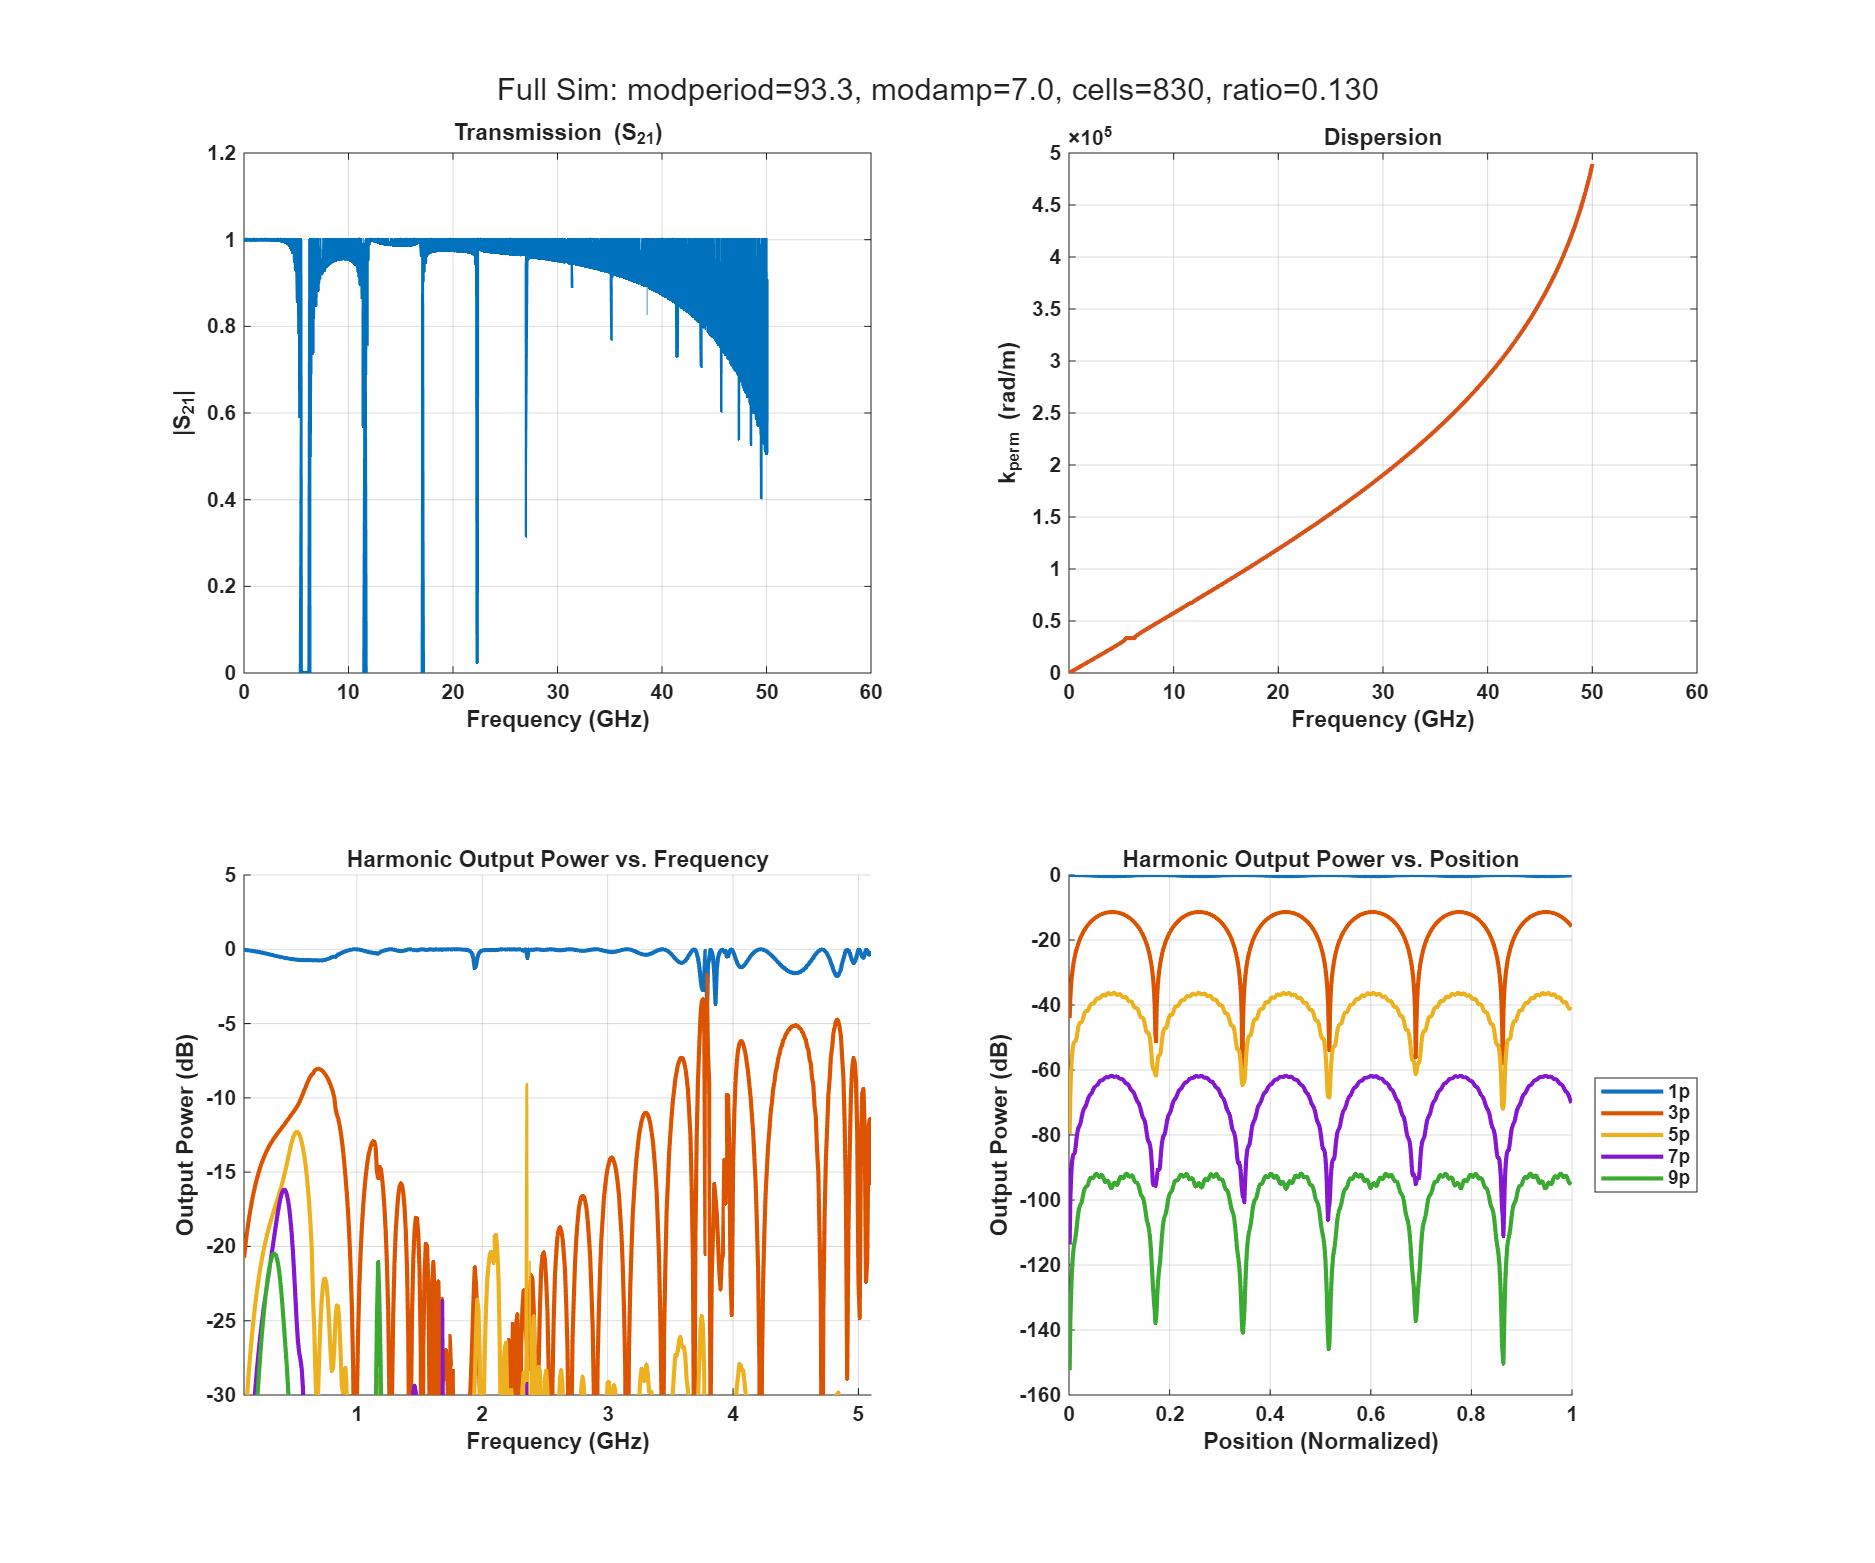 Full Sim: modperiod=93.3, modamp=7.0, cells=830, ratio=0.130
Transmission (S21)
1.2
1
0.8
0.6
0.4
0.2
0
0 10 20 30 40 50 60
|S21|
Frequency (GHz)
×10^5
Dispersion
5
4.5
4
3.5
3
2.5
2
1.5
1
0.5
0
0 10 20 30 40 50 60
kperm (rad/m)
Frequency (GHz)
Harmonic Output Power vs. Frequency
5
0
-5
-10
-15
-20
-25
-30
1 2 3 4 5
Output Power (dB)
Frequency (GHz)
Harmonic Output Power vs. Position
0
-20
-40
-60
-80
-100
-120
-140
-160
0 0.2 0.4 0.6 0.8 1
Output Power (dB)
Position (Normalized)
1p
3p
5p
7p
9p